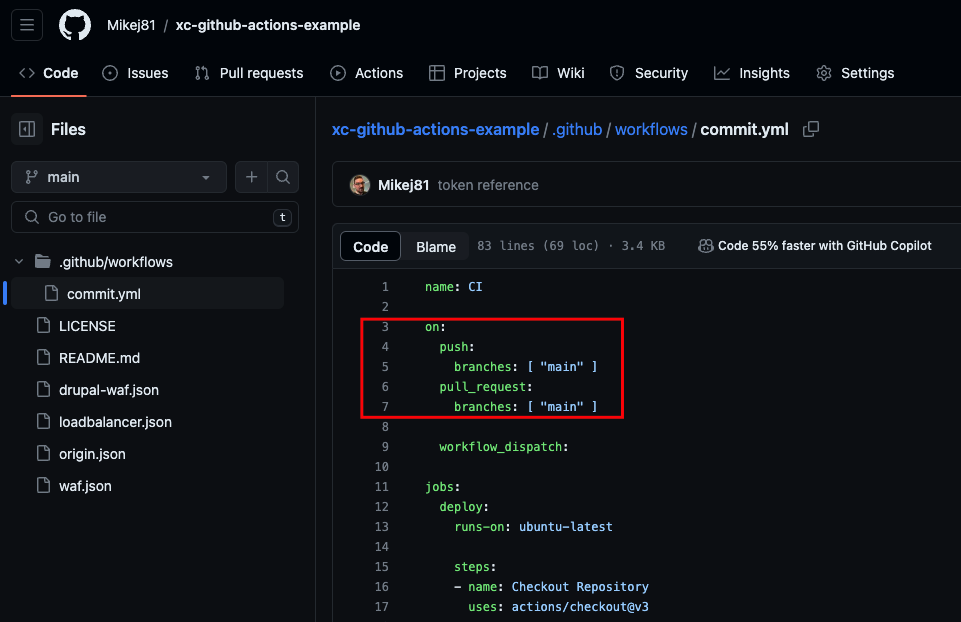 Mikej81 / xc-github-actions-example
Code Issues Pull requests Actions Projects Wiki Security Insights Settings
Files
main
Go to file t
.github/workflows
commit.yml
LICENSE
README.md
drupal-waf.json
loadbalancer.json
origin.json
waf.json
xc-github-actions-example / .github / workflows / commit.yml
Mikej81 token reference
Code Blame 83 lines (69 loc) · 3.4 KB Code 55% faster with GitHub Copilot
1 name: CI
2
3 on:
4 push:
5 branches: [ "main" ]
6 pull_request:
7 branches: [ "main" ]
8
9 workflow_dispatch:
10
11 jobs:
12 deploy:
13 runs-on: ubuntu-latest
14
15 steps:
16 - name: Checkout Repository
17 uses: actions/checkout@v3